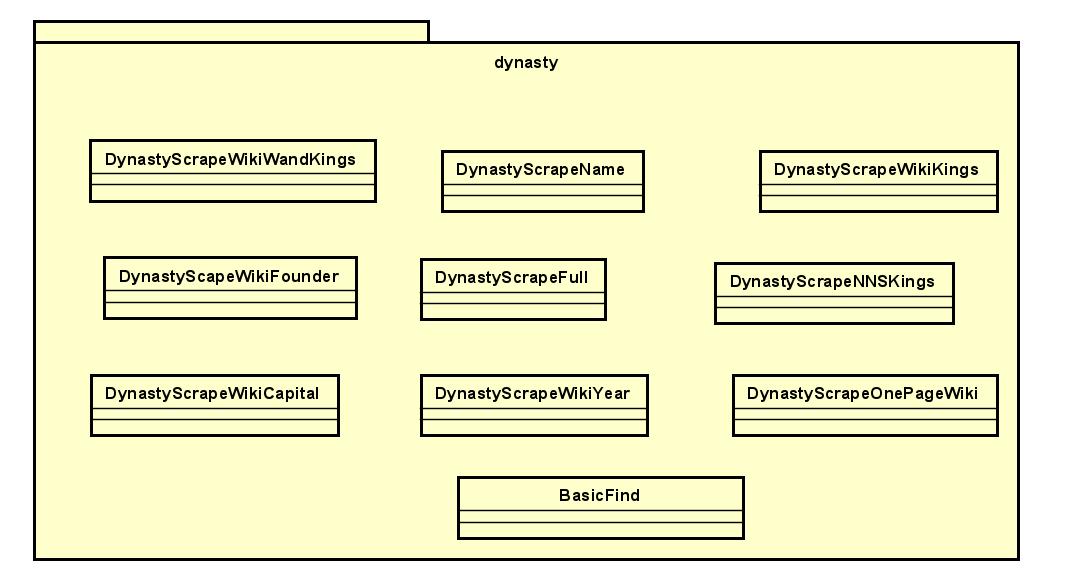 dynasty
DynastyScrapeWikiWandKings
DynastyScrapeName
DynastyScrapeWikiKings
DynastyScapeWikiFounder
DynastyScrapeFull
DynastyScrapeNNSKings
DynastyScrapeWikiCapital
DynastyScrapeWikiYear
DynastyScrapeOnePageWiki
BasicFind